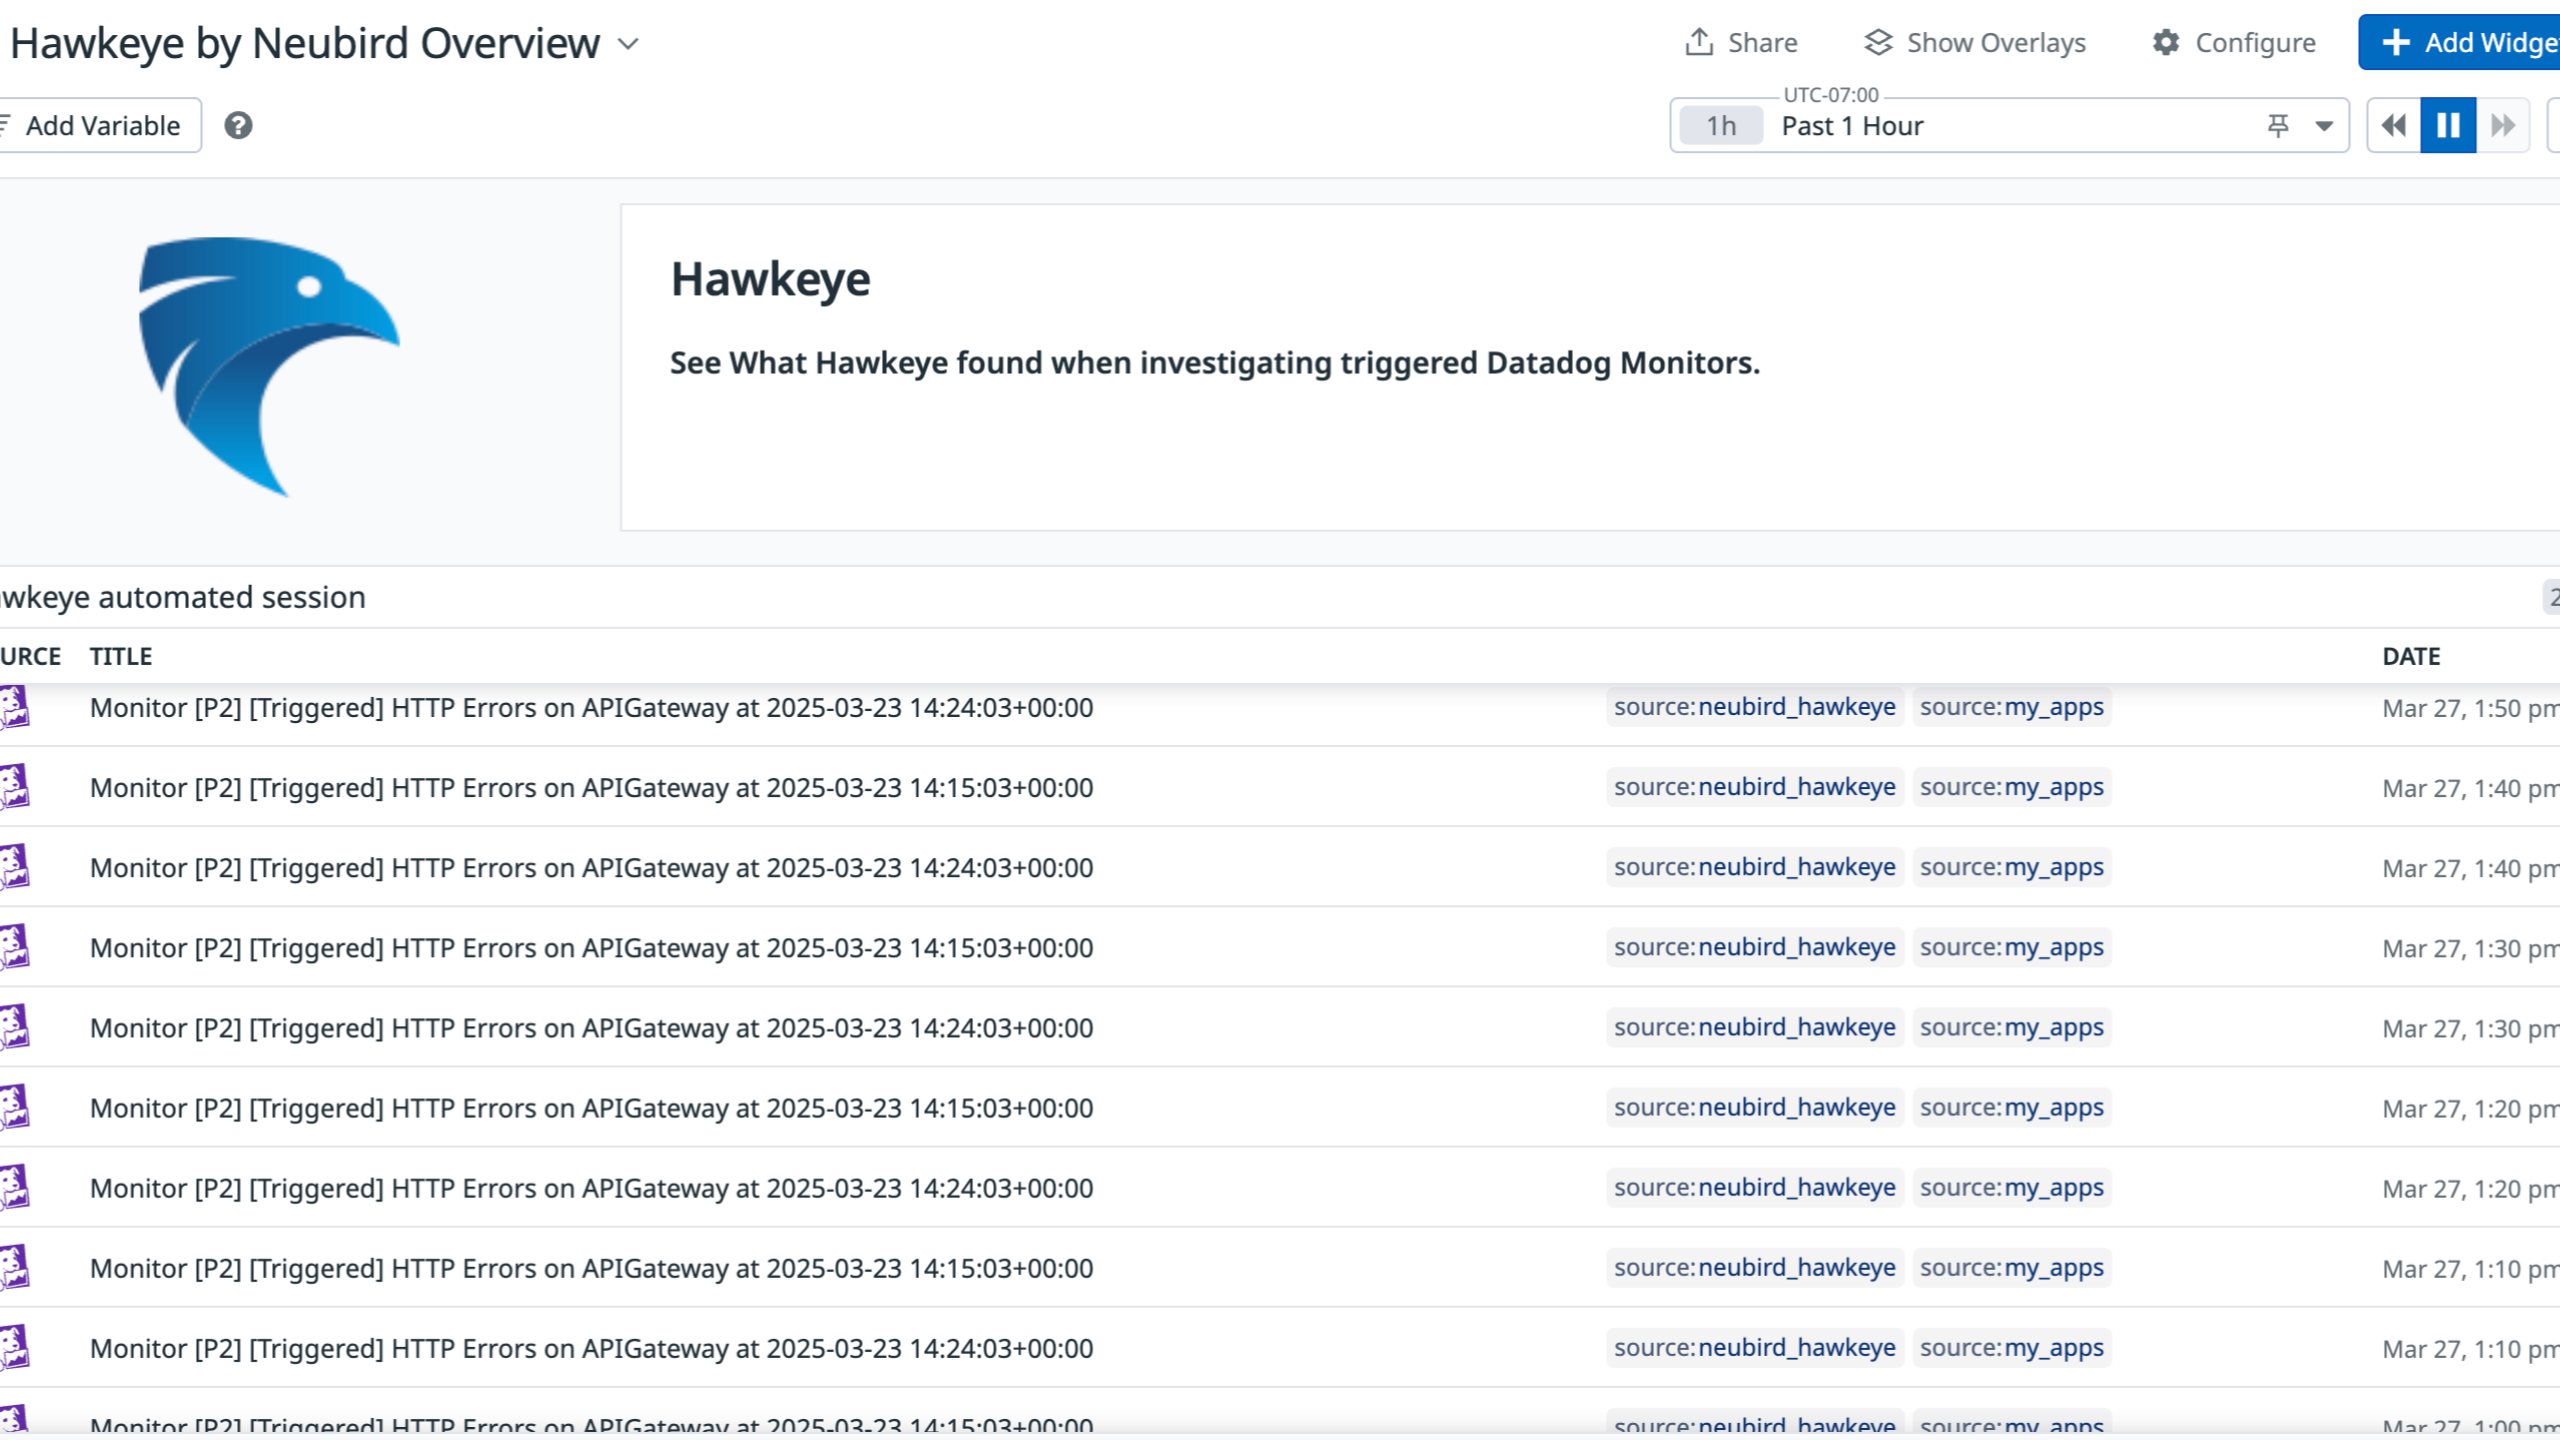 Hawkeye by Neubird Overview
Share Show Overlays Configure Add Widge
Add Variable ? UTC-07:00 1h Past 1 Hour
Hawkeye
See What Hawkeye found when investigating triggered Datadog Monitors.
wkeye automated session 2
URCE TITLE DATE
Monitor [P2] [Triggered] HTTP Errors on APIGateway at 2025-03-23 14:24:03+00:00 source:neubird_hawkeye source:my_apps Mar 27, 1:50 pm
Monitor [P2] [Triggered] HTTP Errors on APIGateway at 2025-03-23 14:15:03+00:00 source:neubird_hawkeye source:my_apps Mar 27, 1:40 pm
Monitor [P2] [Triggered] HTTP Errors on APIGateway at 2025-03-23 14:24:03+00:00 source:neubird_hawkeye source:my_apps Mar 27, 1:40 pm
Monitor [P2] [Triggered] HTTP Errors on APIGateway at 2025-03-23 14:15:03+00:00 source:neubird_hawkeye source:my_apps Mar 27, 1:30 pm
Monitor [P2] [Triggered] HTTP Errors on APIGateway at 2025-03-23 14:24:03+00:00 source:neubird_hawkeye source:my_apps Mar 27, 1:30 pm
Monitor [P2] [Triggered] HTTP Errors on APIGateway at 2025-03-23 14:15:03+00:00 source:neubird_hawkeye source:my_apps Mar 27, 1:20 pm
Monitor [P2] [Triggered] HTTP Errors on APIGateway at 2025-03-23 14:24:03+00:00 source:neubird_hawkeye source:my_apps Mar 27, 1:20 pm
Monitor [P2] [Triggered] HTTP Errors on APIGateway at 2025-03-23 14:15:03+00:00 source:neubird_hawkeye source:my_apps Mar 27, 1:10 pm
Monitor [P2] [Triggered] HTTP Errors on APIGateway at 2025-03-23 14:24:03+00:00 source:neubird_hawkeye source:my_apps Mar 27, 1:10 pm
Monitor [P2] [Triggered] HTTP Errors on APIGateway at 2025-03-23 14:15:03+00:00 source:neubird_hawkeye source:my_apps Mar 27, 1:00 pm